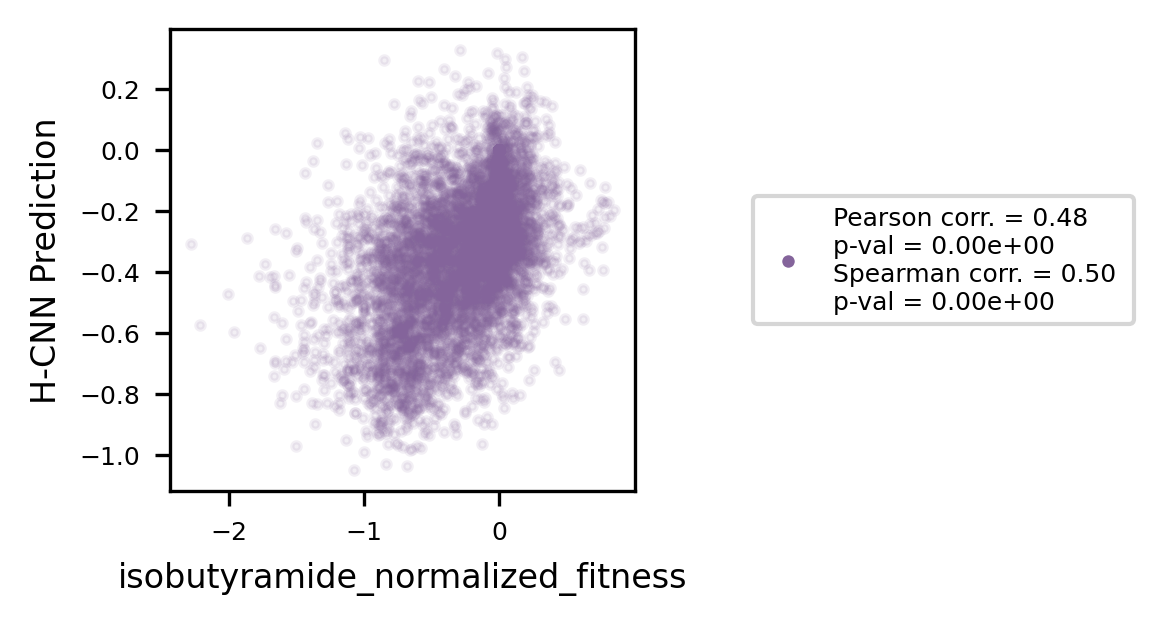 H-CNN Prediction
0.2
0.0
−0.2
−0.4
−0.6
−0.8
−1.0
−2
−1
0
isobutyramide_normalized_fitness
Pearson corr. = 0.48
p-val = 0.00e+00
Spearman corr. = 0.50
p-val = 0.00e+00